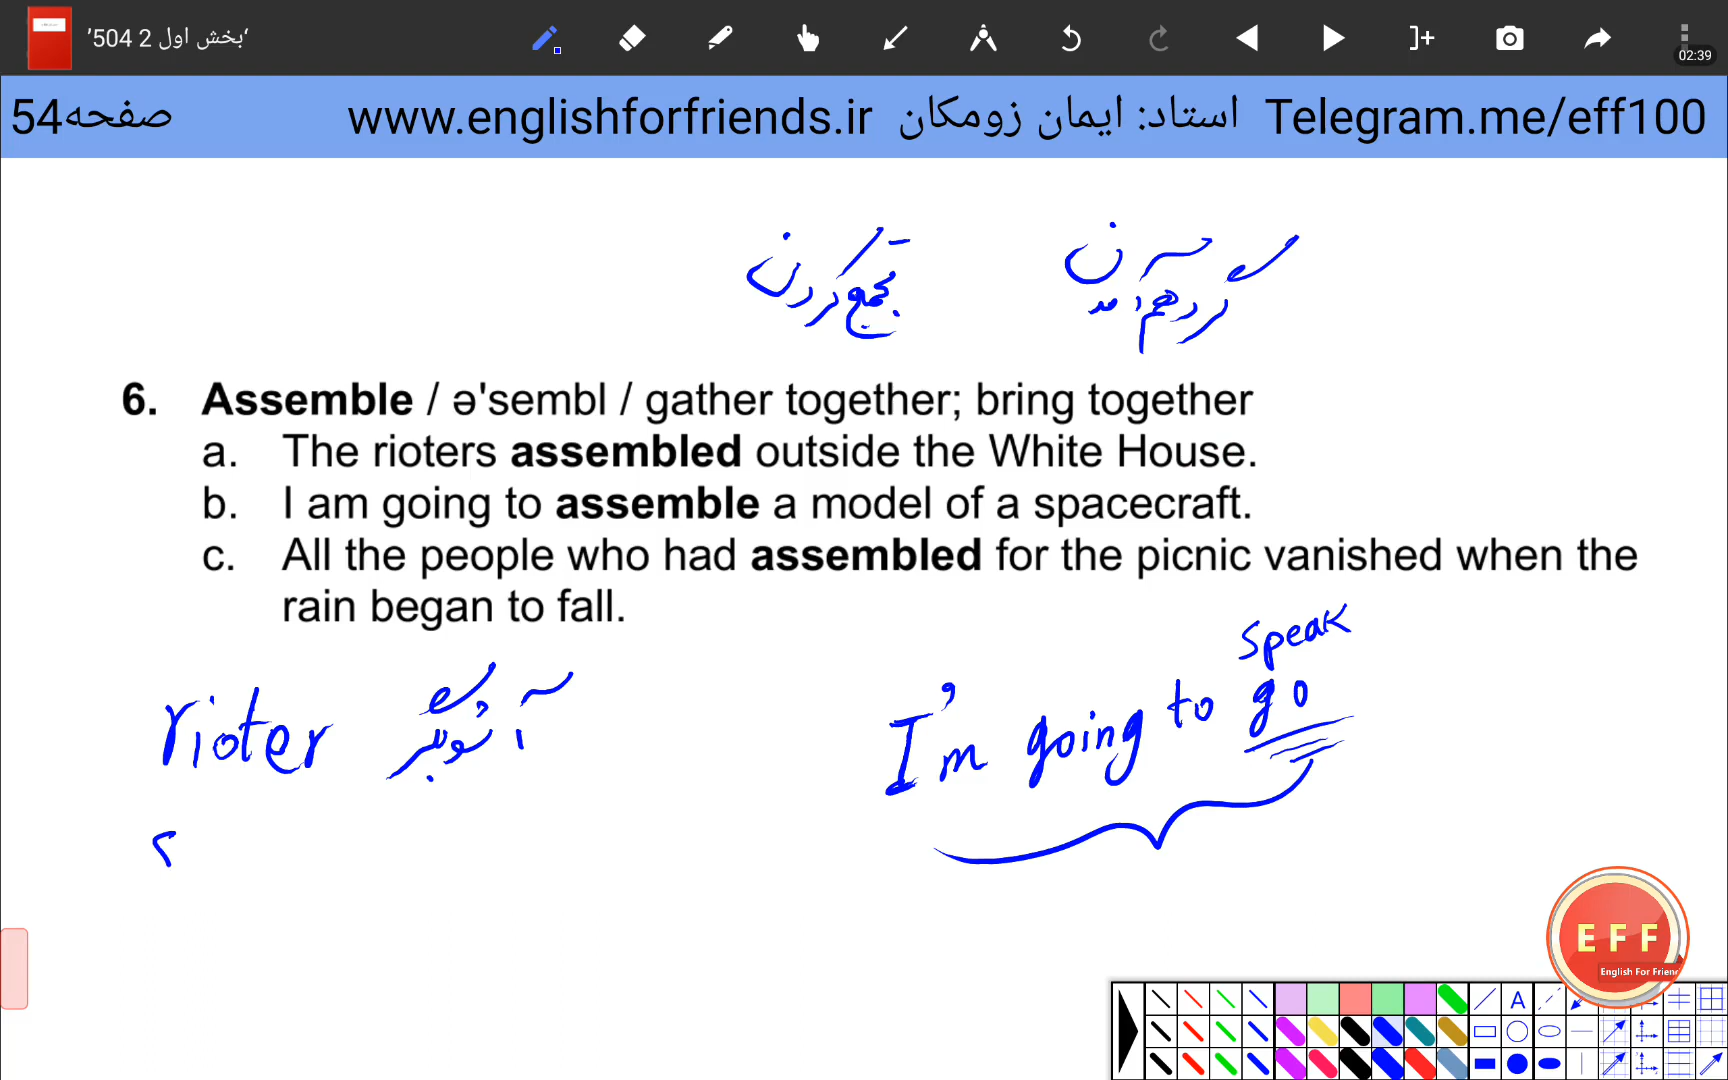 ‘بخش اول 2 504’
02:39
صفحه54 www.englishforfriends.ir استاد: ایمان زومکان Telegram.me/eff100
گردهم آمدن تجمع کردن
6. Assemble / ə'sembl / gather together; bring together
a. The rioters assembled outside the White House.
b. I am going to assemble a model of a spacecraft.
c. All the people who had assembled for the picnic vanished when the
rain began to fall.
speak
rioter آشوبگر I'm going to go
EFF
English For Friend
A